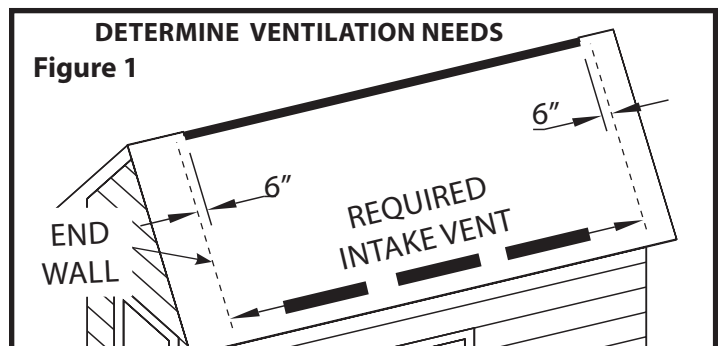 DETERMINE VENTILATION NEEDS
Figure 1
6″
6″
REQUIRED
INTAKE VENT
END
WALL